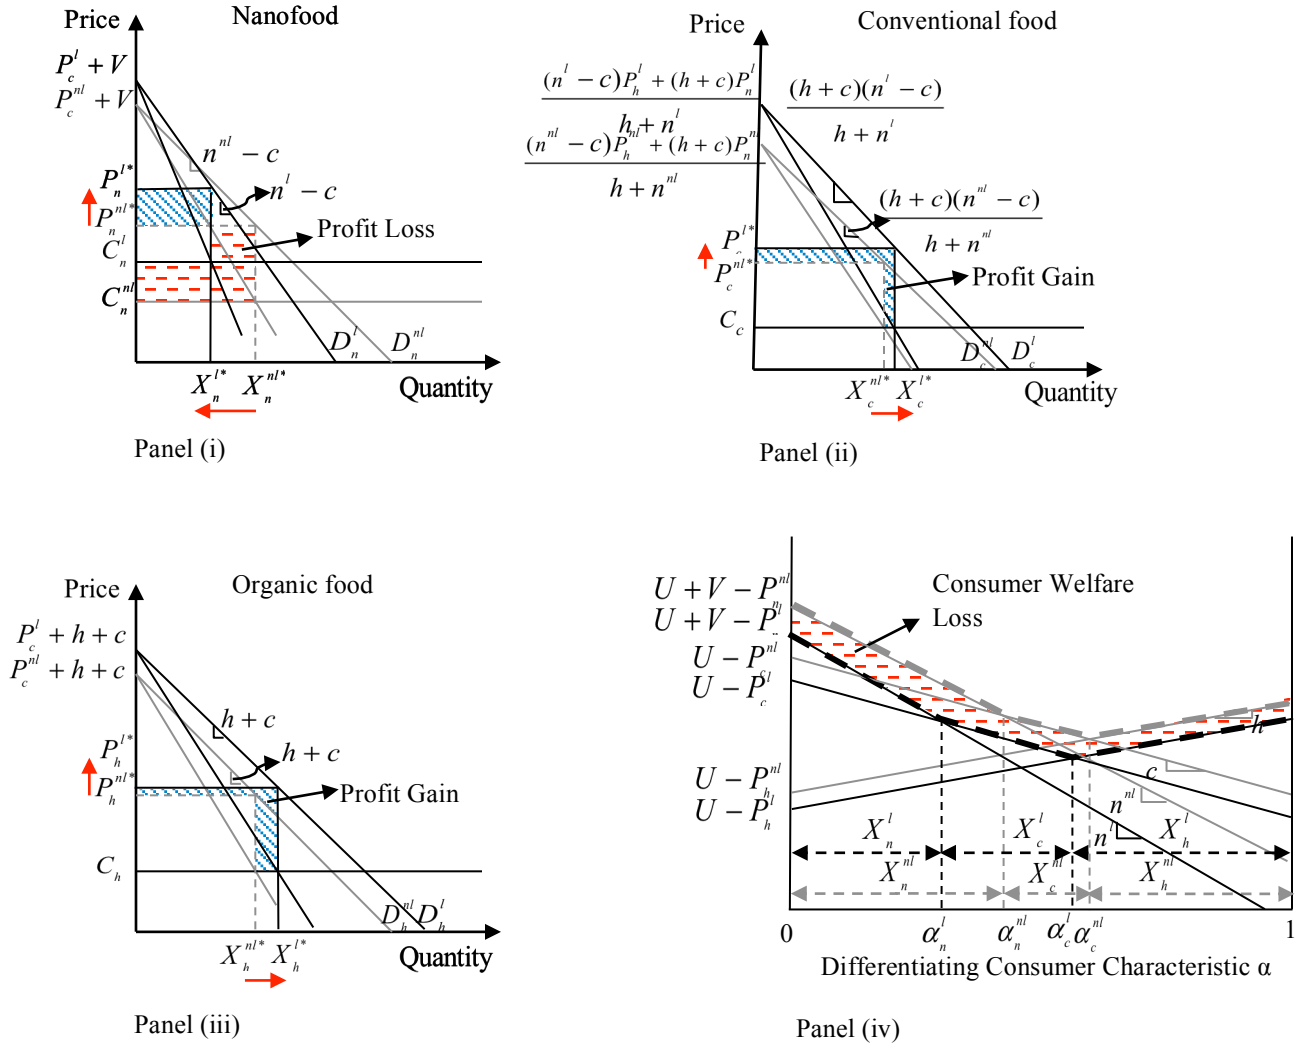 Nanofood
Price
P_c^l + V
P_c^nl + V
n^nl − c
P_n^l*
n^l − c
P_n^nl*
Profit Loss
C_n^l
C_n^nl
D_n^l
D_n^nl
X_n^l*
X_n^nl*
Quantity
Panel (i)
Conventional food
Price
(n^l − c)P_h^l + (h + c)P_n^l
h + n^l
(h + c)(n^l − c)
h + n^l
(n^nl − c)P_h^nl + (h + c)P_n^nl
h + n^nl
(h + c)(n^nl − c)
h + n^nl
P_c^l*
P_c^nl*
Profit Gain
C_c
D_c^nl
D_c^l
X_c^nl*
X_c^l*
Quantity
Panel (ii)
Organic food
Price
P_c^l + h + c
P_c^nl + h + c
h + c
h + c
P_h^l*
P_h^nl*
Profit Gain
C_h
D_h^nl
D_h^l
X_h^nl*
X_h^l*
Quantity
Panel (iii)
U + V − P_n^nl
U + V − P^l
U − P_c^nl
U − P_c^l
U − P_h^nl
U − P_h^l
Consumer Welfare
Loss
h
c
n^nl
n^l
X_n^l
X_c^l
X_h^l
X_n^nl
X_c^nl
X_h^nl
0
α_n^l
α_n^nl
α_c^l
α_c^nl
1
Differentiating Consumer Characteristic α
Panel (iv)